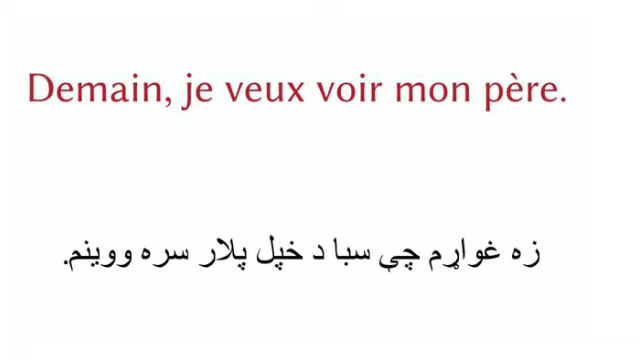 Demain, je veux voir mon père.
زه غواړم چې سبا د خپل پلار سره ووینم.